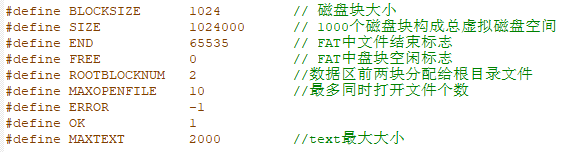 #define BLOCKSIZE 1024 // 磁盘块大小
#define SIZE 1024000 // 1000个磁盘块构成总虚拟磁盘空间
#define END 65535 // FAT中文件结束标志
#define FREE 0 // FAT中盘块空闲标志
#define ROOTBLOCKNUM 2 //数据区前两块分配给根目录文件
#define MAXOPENFILE 10 //最多同时打开文件个数
#define ERROR -1
#define OK 1
#define MAXTEXT 2000 //text最大大小